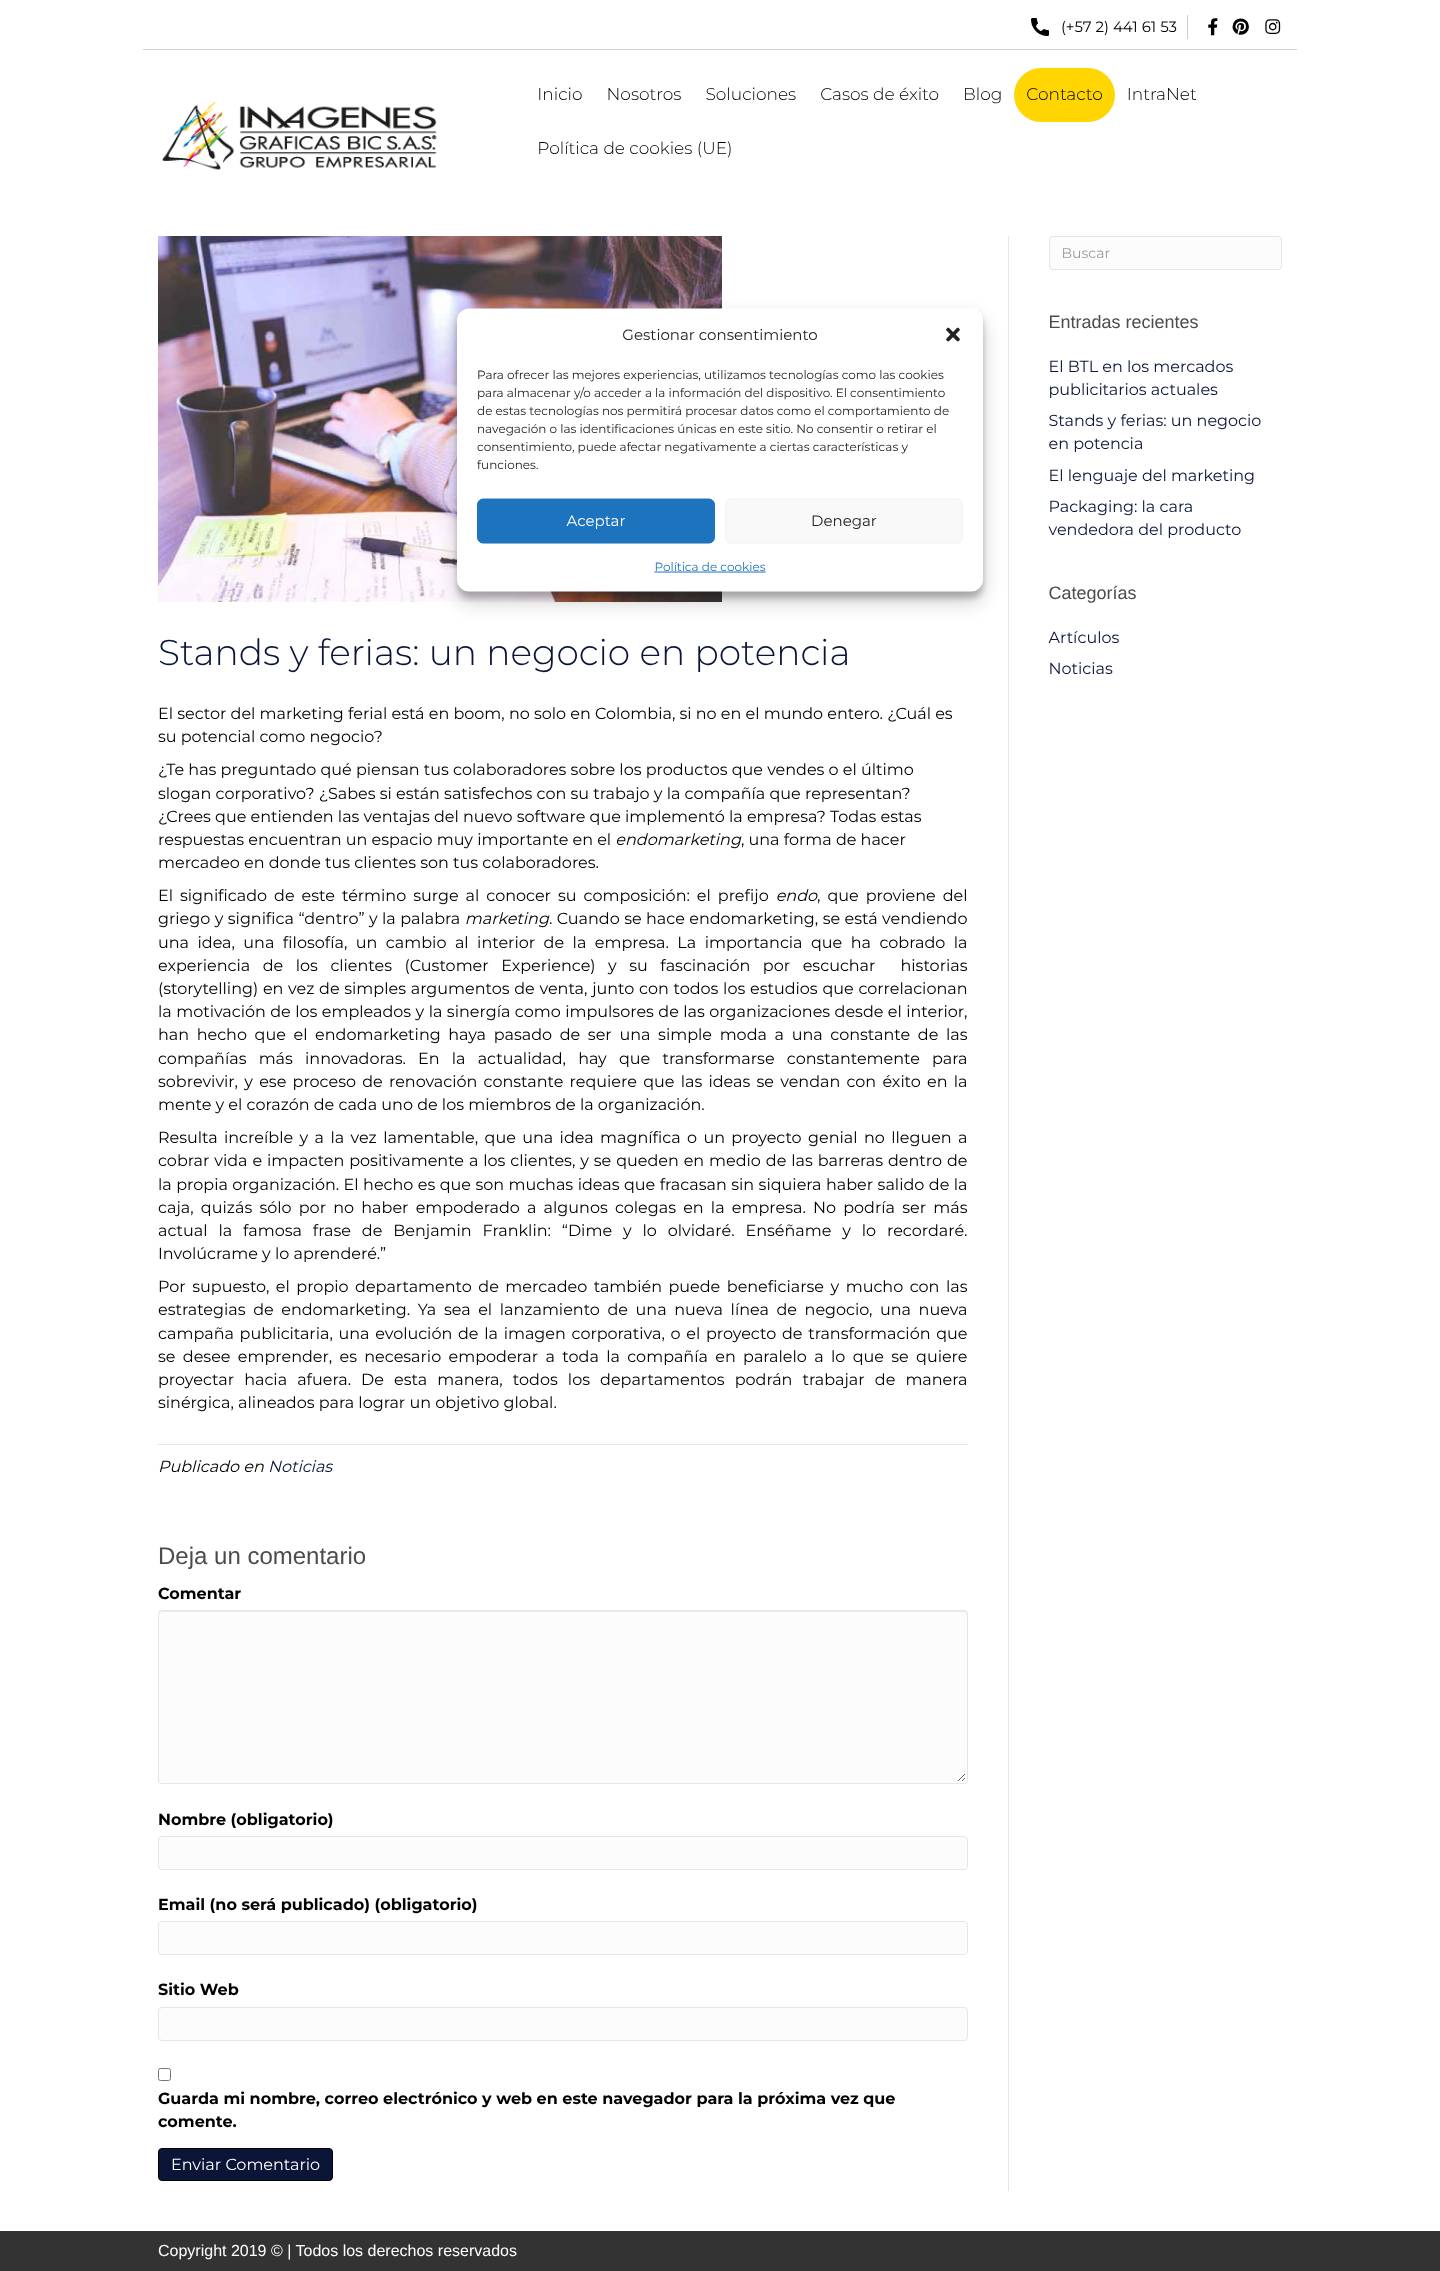 (+57 2) 441 61 53
Inicio Nosotros Soluciones Casos de éxito Blog Contacto IntraNet
Política de cookies (UE)
IMAGENES
GRAFICAS BIC S.A.S.®
GRUPO EMPRESARIAL
Gestionar consentimiento
Para ofrecer las mejores experiencias, utilizamos tecnologías como las cookies
para almacenar y/o acceder a la información del dispositivo. El consentimiento
de estas tecnologías nos permitirá procesar datos como el comportamiento de
navegación o las identificaciones únicas en este sitio. No consentir o retirar el
consentimiento, puede afectar negativamente a ciertas características y
funciones.
Aceptar Denegar
Política de cookies
Stands y ferias: un negocio en potencia
El sector del marketing ferial está en boom, no solo en Colombia, si no en el mundo entero. ¿Cuál es
su potencial como negocio?
¿Te has preguntado qué piensan tus colaboradores sobre los productos que vendes o el último
slogan corporativo? ¿Sabes si están satisfechos con su trabajo y la compañía que representan?
¿Crees que entienden las ventajas del nuevo software que implementó la empresa? Todas estas
respuestas encuentran un espacio muy importante en el endomarketing, una forma de hacer
mercadeo en donde tus clientes son tus colaboradores.
El significado de este término surge al conocer su composición: el prefijo endo, que proviene del
griego y significa “dentro” y la palabra marketing. Cuando se hace endomarketing, se está vendiendo
una idea, una filosofía, un cambio al interior de la empresa. La importancia que ha cobrado la
experiencia de los clientes (Customer Experience) y su fascinación por escuchar historias
(storytelling) en vez de simples argumentos de venta, junto con todos los estudios que correlacionan
la motivación de los empleados y la sinergía como impulsores de las organizaciones desde el interior,
han hecho que el endomarketing haya pasado de ser una simple moda a una constante de las
compañías más innovadoras. En la actualidad, hay que transformarse constantemente para
sobrevivir, y ese proceso de renovación constante requiere que las ideas se vendan con éxito en la
mente y el corazón de cada uno de los miembros de la organización.
Resulta increíble y a la vez lamentable, que una idea magnífica o un proyecto genial no lleguen a
cobrar vida e impacten positivamente a los clientes, y se queden en medio de las barreras dentro de
la propia organización. El hecho es que son muchas ideas que fracasan sin siquiera haber salido de la
caja, quizás sólo por no haber empoderado a algunos colegas en la empresa. No podría ser más
actual la famosa frase de Benjamin Franklin: “Dime y lo olvidaré. Enséñame y lo recordaré.
Involúcrame y lo aprenderé.”
Por supuesto, el propio departamento de mercadeo también puede beneficiarse y mucho con las
estrategias de endomarketing. Ya sea el lanzamiento de una nueva línea de negocio, una nueva
campaña publicitaria, una evolución de la imagen corporativa, o el proyecto de transformación que
se desee emprender, es necesario empoderar a toda la compañía en paralelo a lo que se quiere
proyectar hacia afuera. De esta manera, todos los departamentos podrán trabajar de manera
sinérgica, alineados para lograr un objetivo global.
Publicado en Noticias
Deja un comentario
Comentar
Nombre (obligatorio)
Email (no será publicado) (obligatorio)
Sitio Web
Guarda mi nombre, correo electrónico y web en este navegador para la próxima vez que
comente.
Enviar Comentario
Buscar
Entradas recientes
El BTL en los mercados
publicitarios actuales
Stands y ferias: un negocio
en potencia
El lenguaje del marketing
Packaging: la cara
vendedora del producto
Categorías
Artículos
Noticias
Copyright 2019 © | Todos los derechos reservados